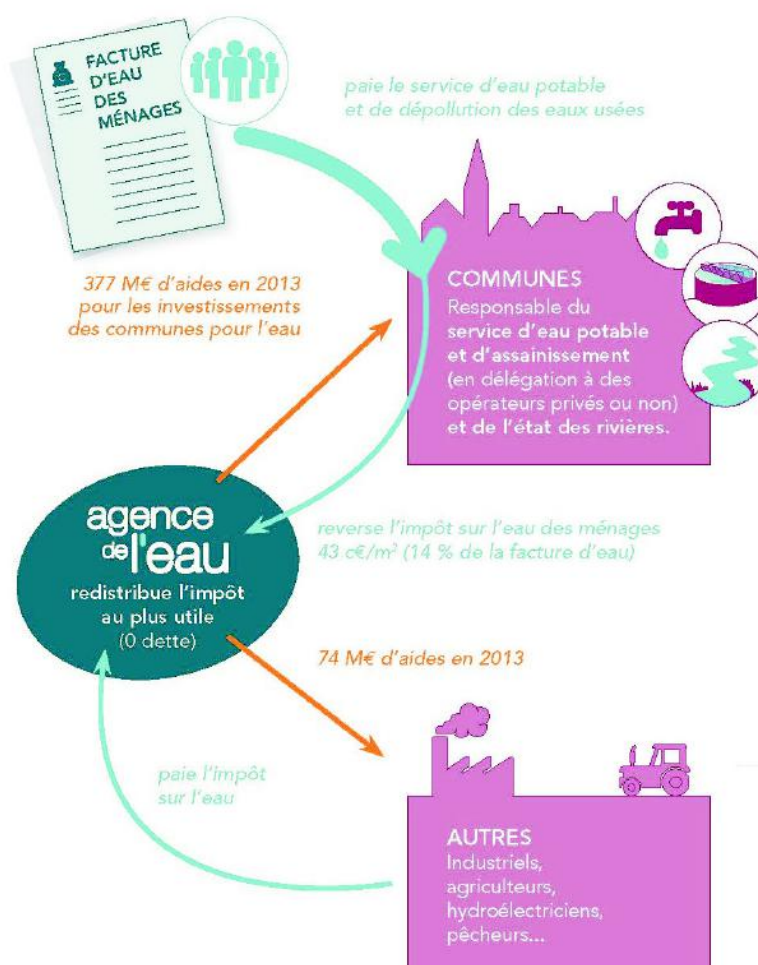 FACTURE
D'EAU
DES
MÉNAGES
paie le service d'eau potable
et de dépollution des eaux usées
377 M€ d'aides en 2013
pour les investissements
des communes pour l'eau
COMMUNES
Responsable du
service d'eau potable
et d'assainissement
(en délégation à des
opérateurs privés ou non)
et de l'état des rivières.
agence
de l'eau
redistribue l'impôt
au plus utile
(0 dette)
reverse l'impôt sur l'eau des ménages
43 c€/m² (14 % de la facture d'eau)
74 M€ d'aides en 2013
paie l'impôt
sur l'eau
AUTRES
Industriels,
agriculteurs,
hydroélectriciens,
pêcheurs...